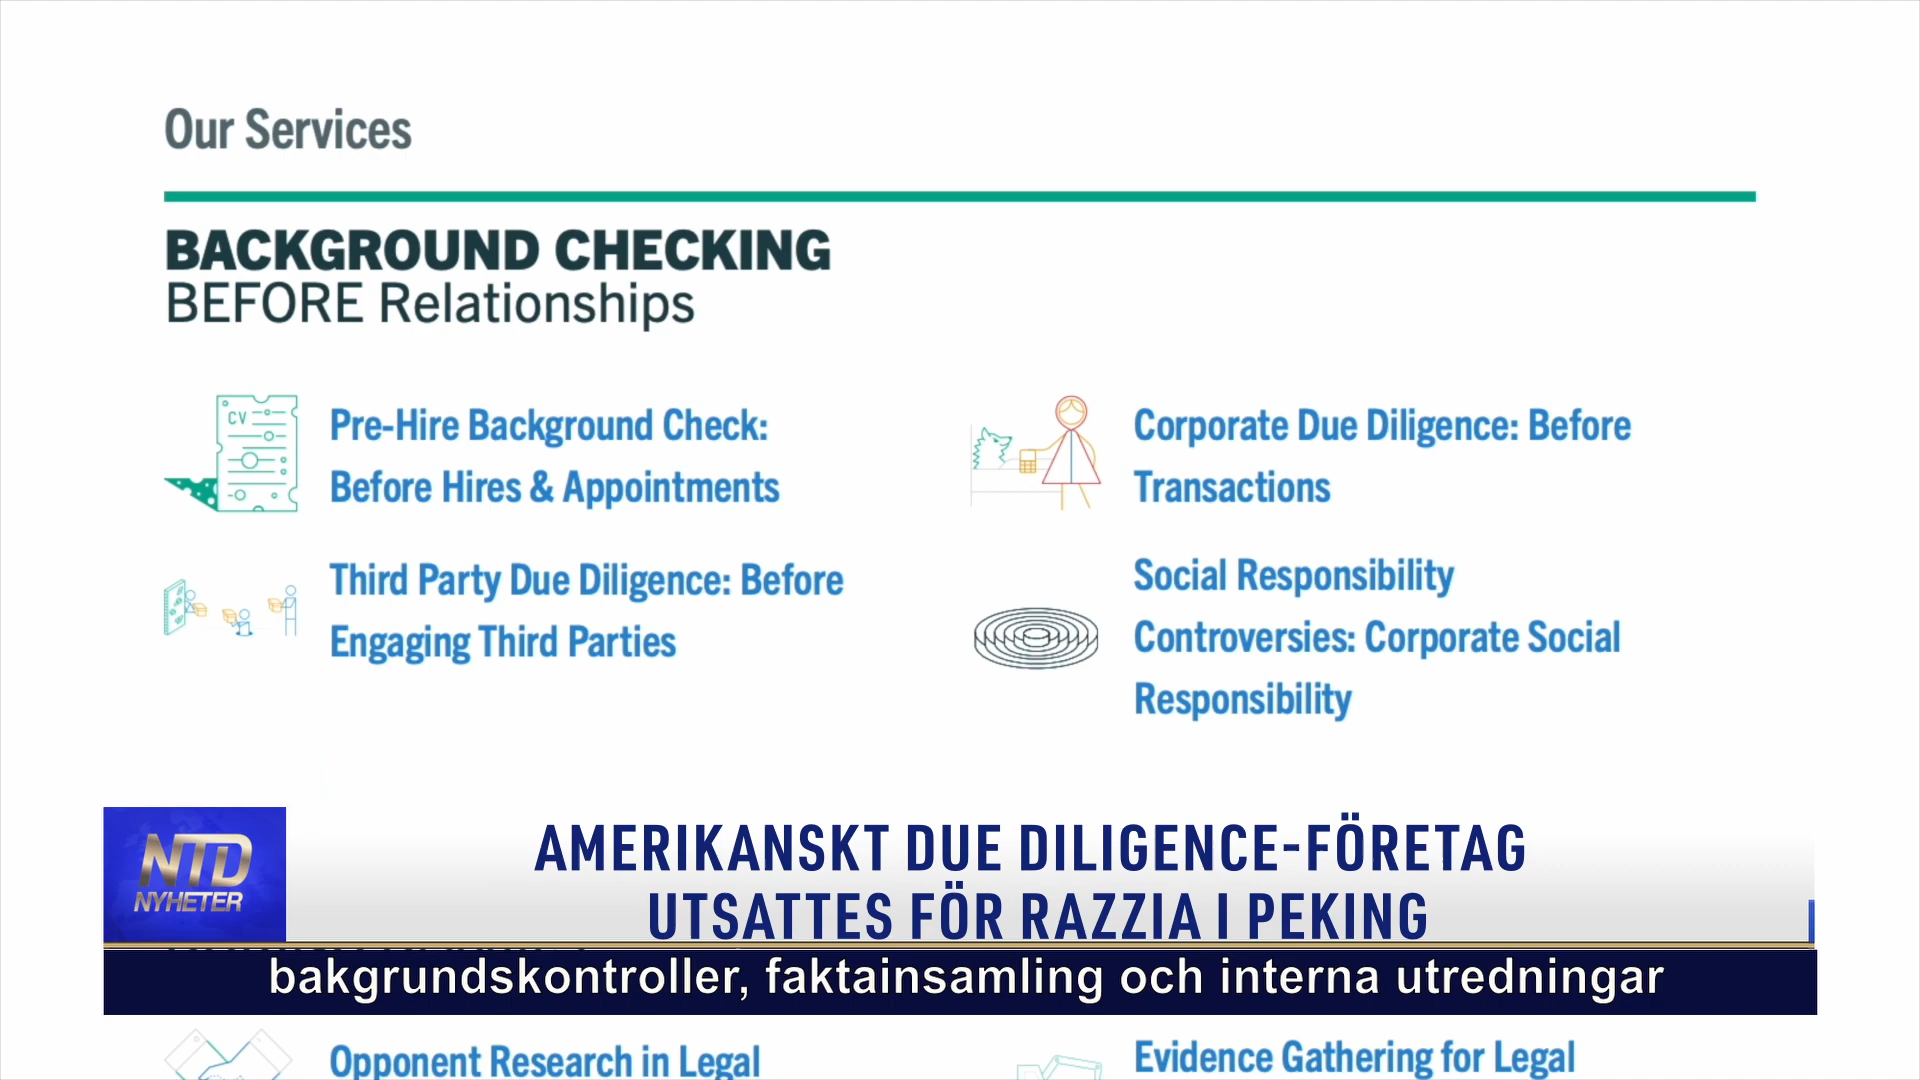 Our Services
BACKGROUND CHECKING
BEFORE Relationships
CV
Pre-Hire Background Check:
Before Hires & Appointments
Corporate Due Diligence: Before
Transactions
Third Party Due Diligence: Before
Engaging Third Parties
Social Responsibility
Controversies: Corporate Social
Responsibility
NTD
NYHETER
AMERIKANSKT DUE DILIGENCE-FÖRETAG
UTSATTES FÖR RAZZIA I PEKING
bakgrundskontroller, faktainsamling och interna utredningar
Opponent Research in Legal
Evidence Gathering for Legal